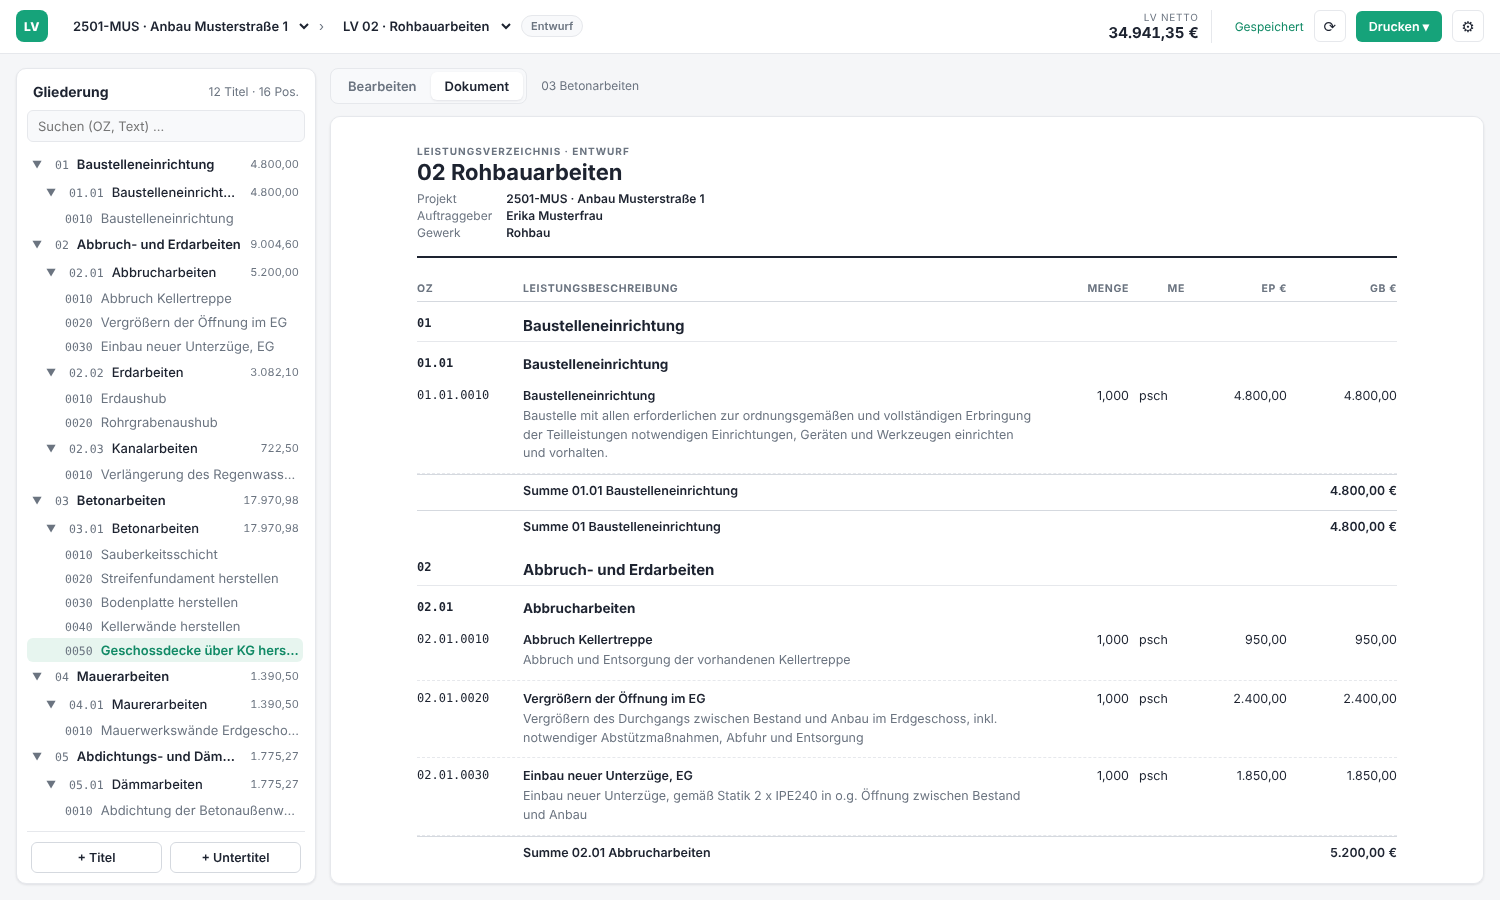 LV
2501-MUS · Anbau Musterstraße 1
›
LV 02 · Rohbauarbeiten
Entwurf
LV NETTO
34.941,35 €
Gespeichert
Drucken ▾
Gliederung
12 Titel · 16 Pos.
Suchen (OZ, Text) ...
01 Baustelleneinrichtung 4.800,00
01.01 Baustelleneinricht... 4.800,00
0010 Baustelleneinrichtung
02 Abbruch- und Erdarbeiten 9.004,60
02.01 Abbrucharbeiten 5.200,00
0010 Abbruch Kellertreppe
0020 Vergrößern der Öffnung im EG
0030 Einbau neuer Unterzüge, EG
02.02 Erdarbeiten 3.082,10
0010 Erdaushub
0020 Rohrgrabenaushub
02.03 Kanalarbeiten 722,50
0010 Verlängerung des Regenwass...
03 Betonarbeiten 17.970,98
03.01 Betonarbeiten 17.970,98
0010 Sauberkeitsschicht
0020 Streifenfundament herstellen
0030 Bodenplatte herstellen
0040 Kellerwände herstellen
0050 Geschossdecke über KG hers...
04 Mauerarbeiten 1.390,50
04.01 Maurerarbeiten 1.390,50
0010 Mauerwerkswände Erdgescho...
05 Abdichtungs- und Däm... 1.775,27
05.01 Dämmarbeiten 1.775,27
0010 Abdichtung der Betonaußenw...
+ Titel
+ Untertitel
Bearbeiten
Dokument
03 Betonarbeiten
LEISTUNGSVERZEICHNIS · ENTWURF
02 Rohbauarbeiten
Projekt 2501-MUS · Anbau Musterstraße 1
Auftraggeber Erika Musterfrau
Gewerk Rohbau
OZ LEISTUNGSBESCHREIBUNG MENGE ME EP € GB €
01 Baustelleneinrichtung
01.01 Baustelleneinrichtung
01.01.0010 Baustelleneinrichtung 1,000 psch 4.800,00 4.800,00
Baustelle mit allen erforderlichen zur ordnungsgemäßen und vollständigen Erbringung
der Teilleistungen notwendigen Einrichtungen, Geräten und Werkzeugen einrichten
und vorhalten.
Summe 01.01 Baustelleneinrichtung 4.800,00 €
Summe 01 Baustelleneinrichtung 4.800,00 €
02 Abbruch- und Erdarbeiten
02.01 Abbrucharbeiten
02.01.0010 Abbruch Kellertreppe 1,000 psch 950,00 950,00
Abbruch und Entsorgung der vorhandenen Kellertreppe
02.01.0020 Vergrößern der Öffnung im EG 1,000 psch 2.400,00 2.400,00
Vergrößern des Durchgangs zwischen Bestand und Anbau im Erdgeschoss, inkl.
notwendiger Abstützmaßnahmen, Abfuhr und Entsorgung
02.01.0030 Einbau neuer Unterzüge, EG 1,000 psch 1.850,00 1.850,00
Einbau neuer Unterzüge, gemäß Statik 2 x IPE240 in o.g. Öffnung zwischen Bestand
und Anbau
Summe 02.01 Abbrucharbeiten 5.200,00 €